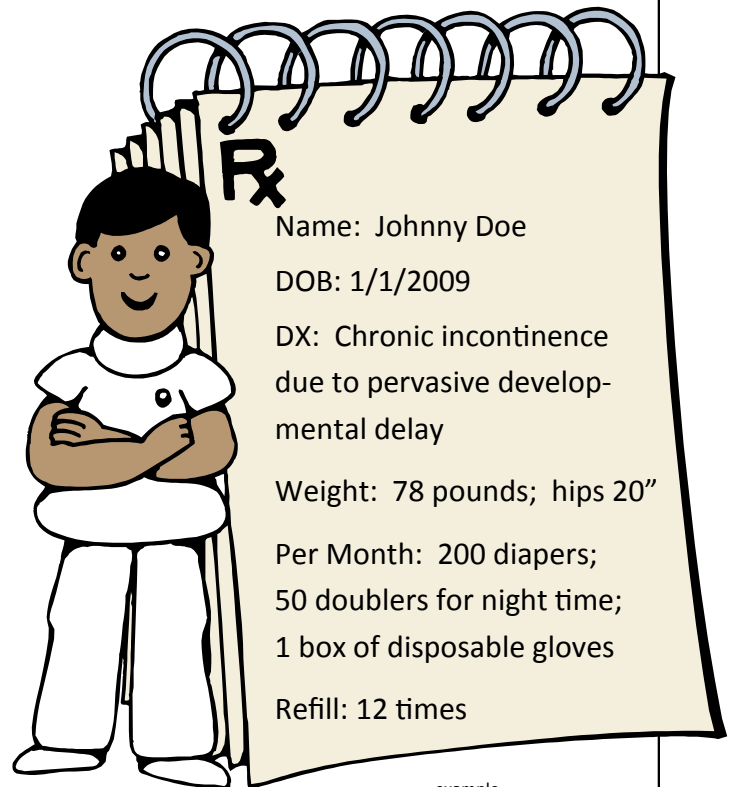 Rx
Name: Johnny Doe
DOB: 1/1/2009
DX: Chronic incontinence
due to pervasive develop-
mental delay
Weight: 78 pounds; hips 20”
Per Month: 200 diapers;
50 doublers for night time;
1 box of disposable gloves
Refill: 12 times